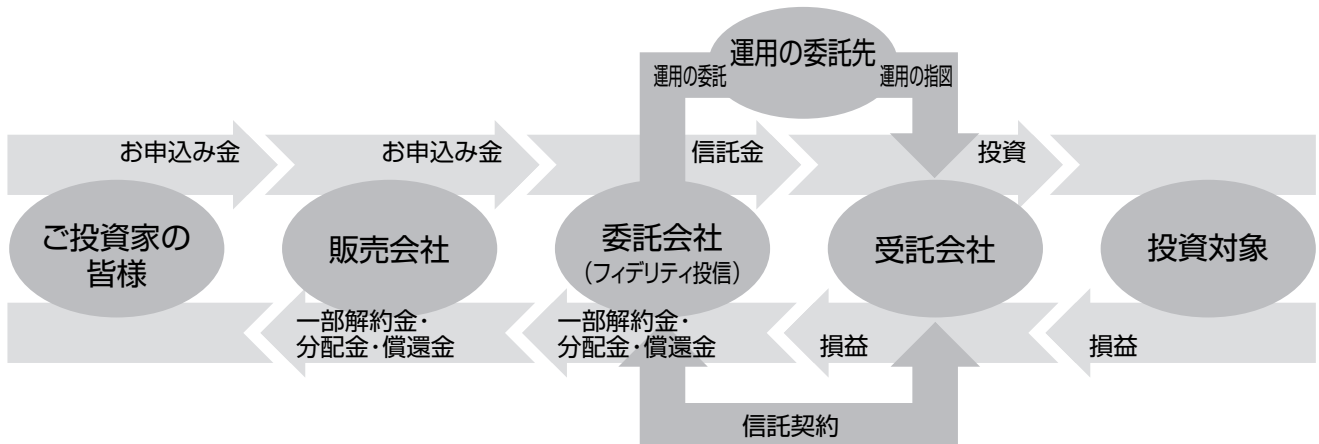 運用の委託先
運用の委託
運用の指図
お申込み金
お申込み金
信託金
投資
ご投資家の
皆様
販売会社
委託会社
（フィデリティ投信）
受託会社
投資対象
一部解約金・
分配金・償還金
一部解約金・
分配金・償還金
損益
損益
信託契約